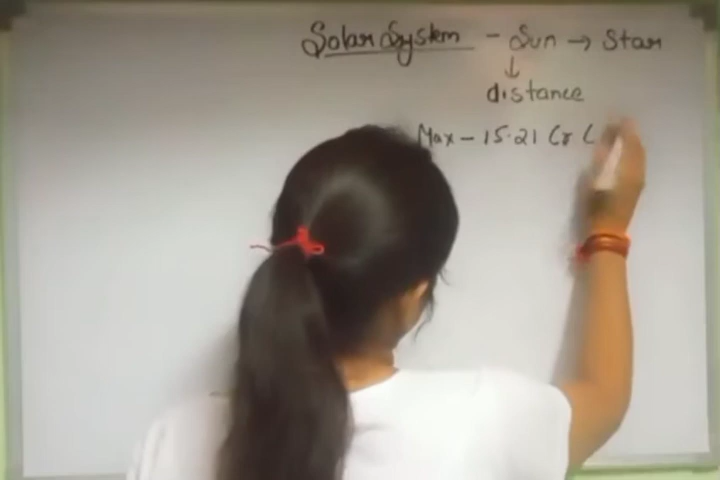 Solar System - Sun → Star
↓
distance
Max - 15.21 Cr (